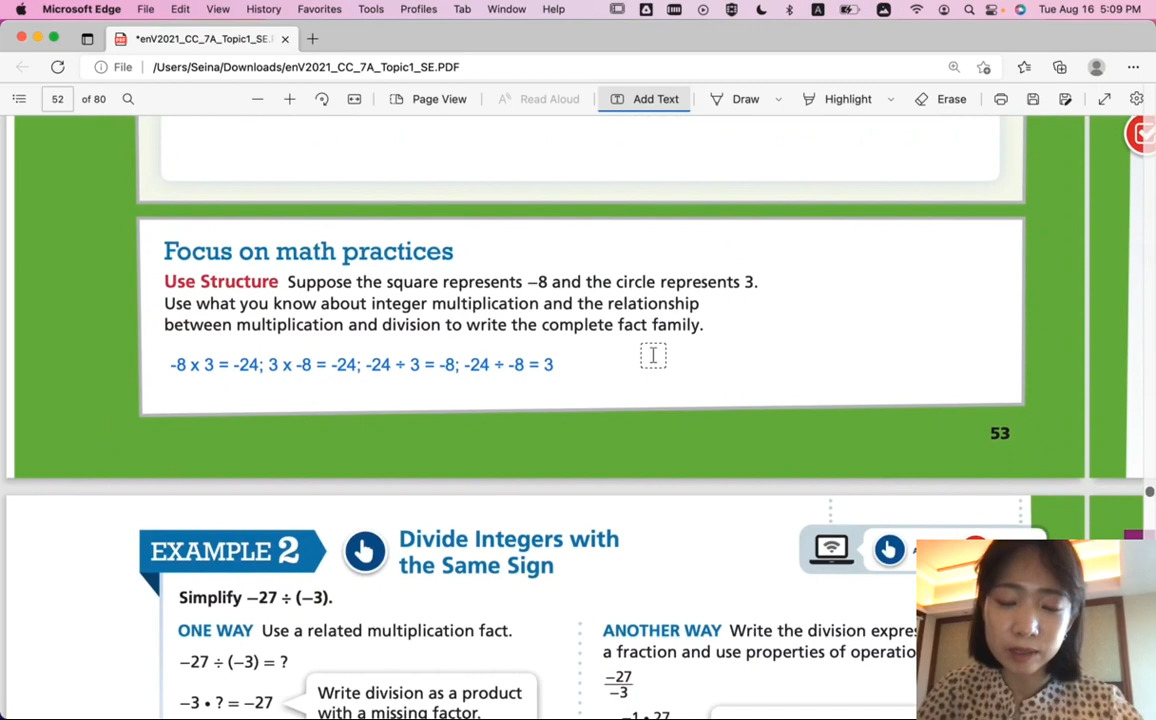 Microsoft Edge File Edit View History Favorites Tools Profiles Tab Window Help
A
Tue Aug 16 5:09 PM
*enV2021_CC_7A_Topic1_SE.
File /Users/Seina/Downloads/enV2021_CC_7A_Topic1_SE.PDF
52 of 80
Page View
Read Aloud
Add Text
Draw
Highlight
Erase
Focus on math practices
Use Structure Suppose the square represents −8 and the circle represents 3.
Use what you know about integer multiplication and the relationship
between multiplication and division to write the complete fact family.
-8 x 3 = -24; 3 x -8 = -24; -24 ÷ 3 = -8; -24 ÷ -8 = 3
53
EXAMPLE 2
Divide Integers with
the Same Sign
Simplify −27 ÷ (−3).
ONE WAY Use a related multiplication fact.
−27 ÷ (−3) = ?
−3 • ? = −27
Write division as a product
with a missing factor.
ANOTHER WAY Write the division expre
a fraction and use properties of operatio
−27
−3
−1 • 27